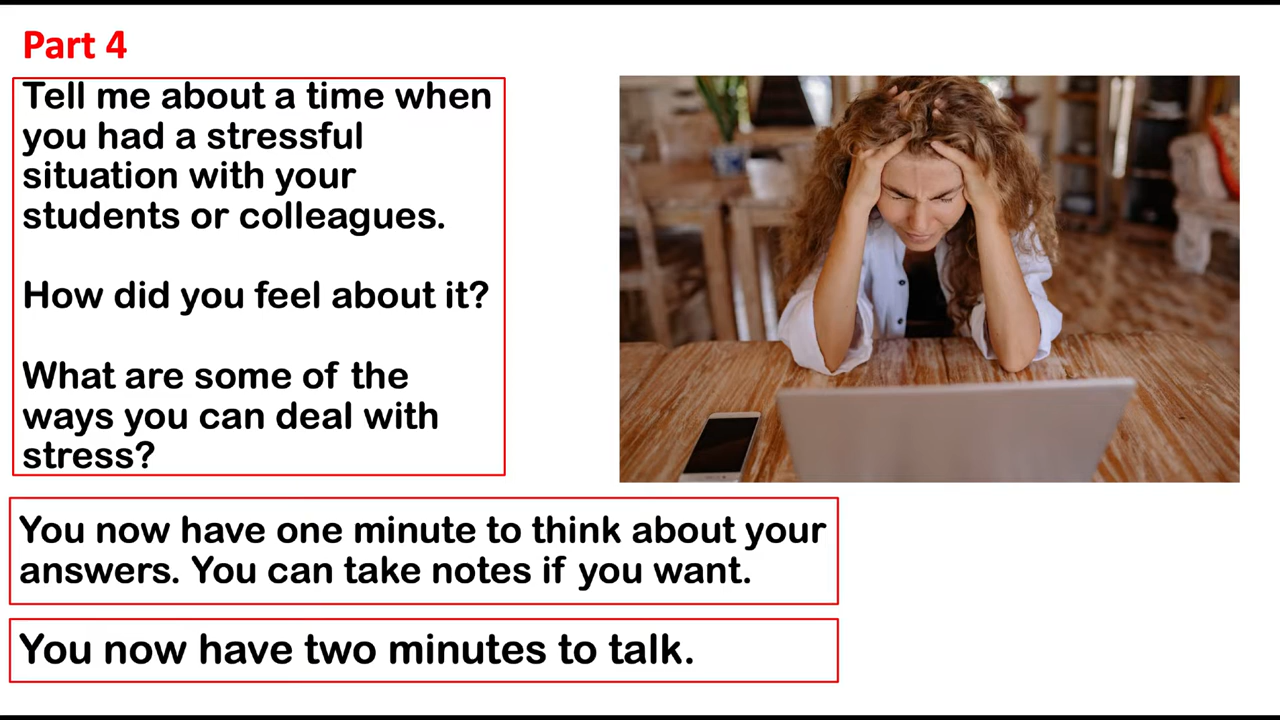 Part 4
Tell me about a time when
you had a stressful
situation with your
students or colleagues.
How did you feel about it?
What are some of the
ways you can deal with
stress?
You now have one minute to think about your
answers. You can take notes if you want.
You now have two minutes to talk.